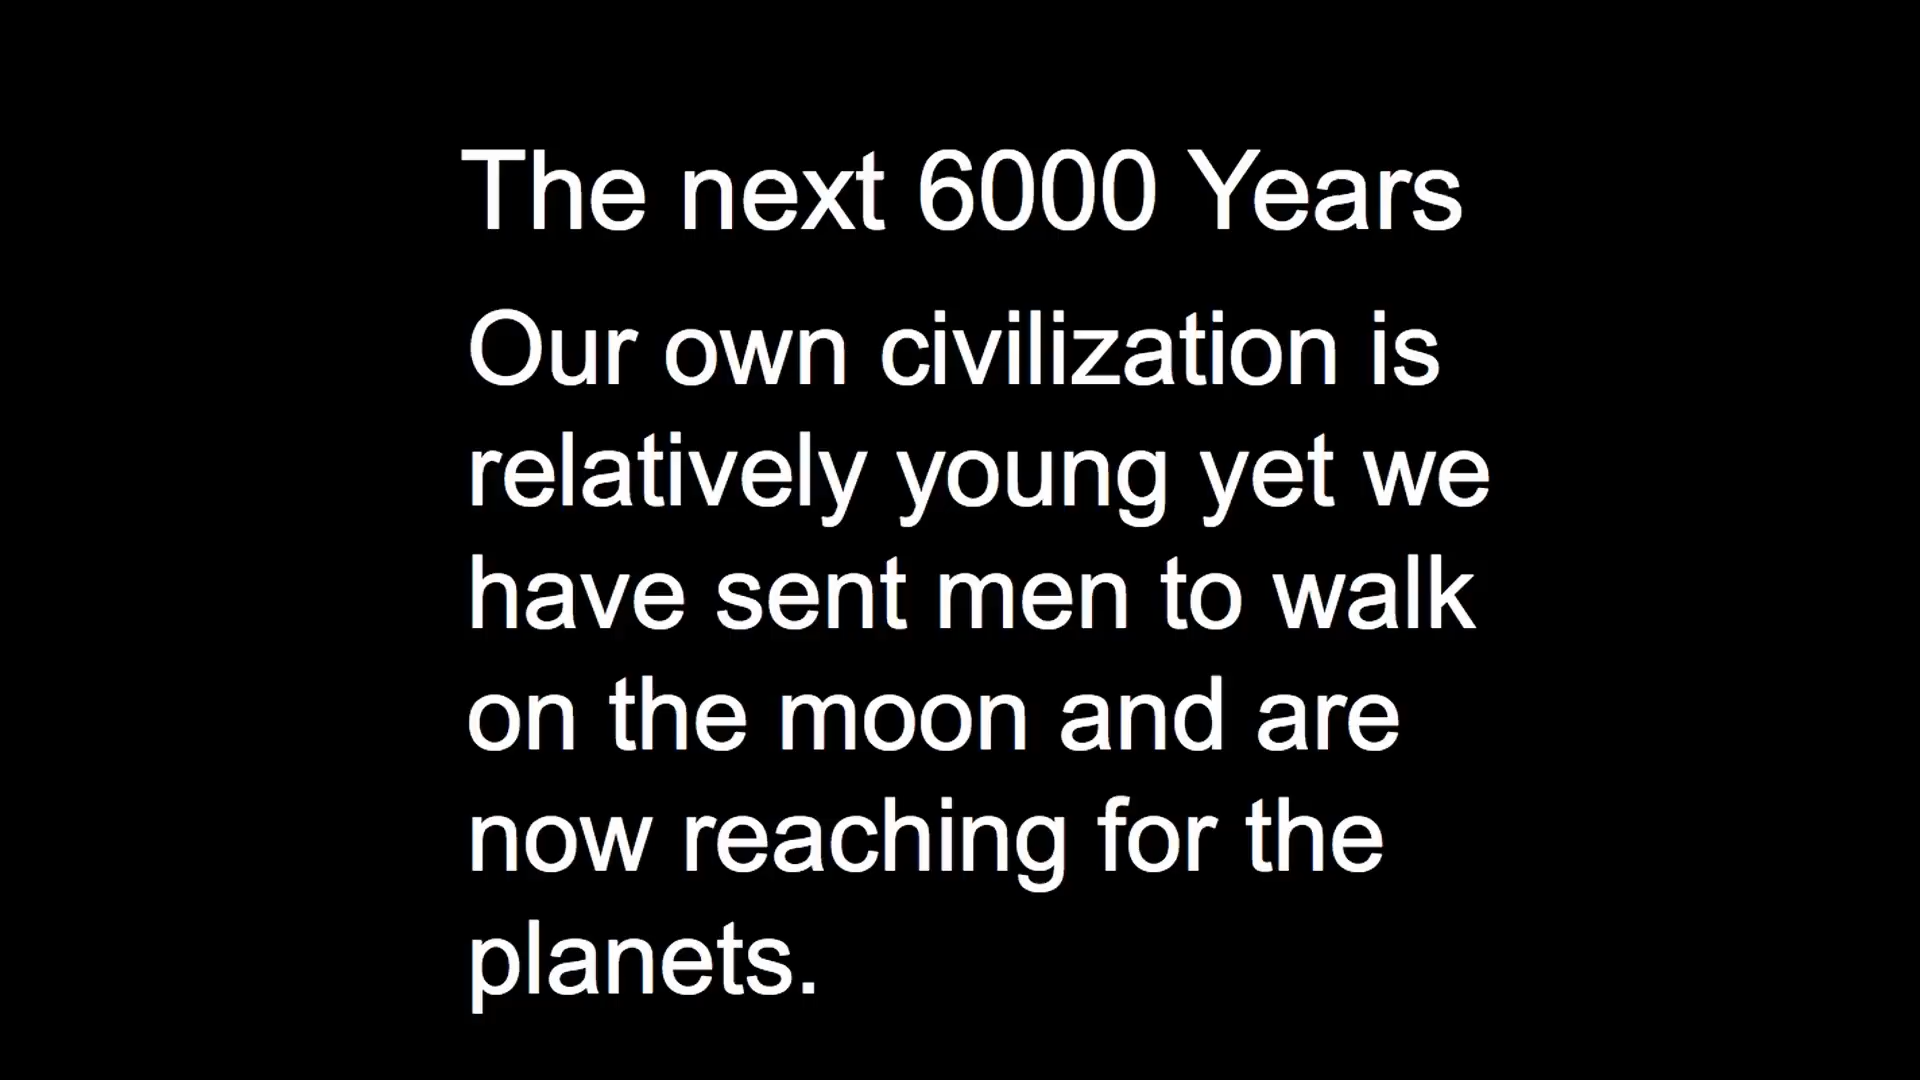 The next 6000 Years
Our own civilization is
relatively young yet we
have sent men to walk
on the moon and are
now reaching for the
planets.